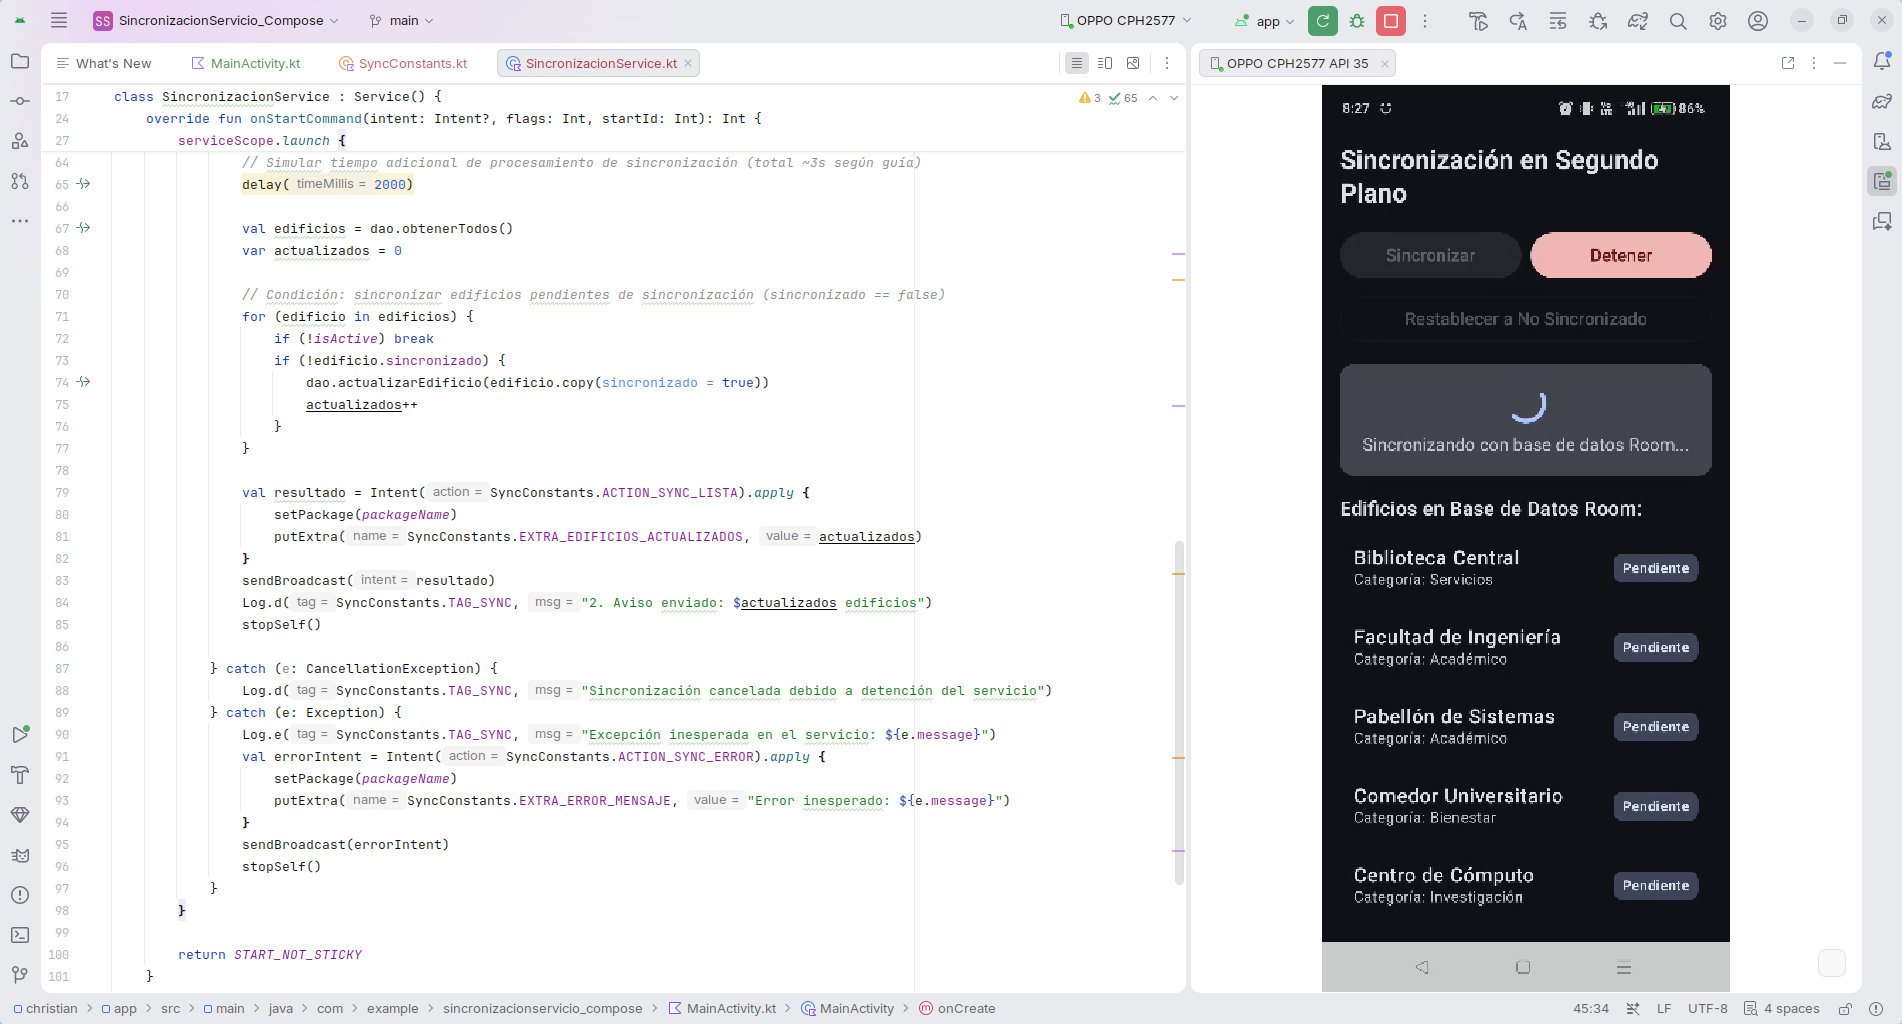 SS SincronizacionServicio_Compose main OPPO CPH2577 app
What's New MainActivity.kt SyncConstants.kt SincronizacionService.kt
OPPO CPH2577 API 35
3 65
17 class SincronizacionService : Service() {
24 override fun onStartCommand(intent: Intent?, flags: Int, startId: Int): Int {
27 serviceScope.launch {
64 // Simular tiempo adicional de procesamiento de sincronización (total ~3s según guía)
65 delay( timeMillis = 2000)
66
67 val edificios = dao.obtenerTodos()
68 var actualizados = 0
69
70 // Condición: sincronizar edificios pendientes de sincronización (sincronizado == false)
71 for (edificio in edificios) {
72 if (!isActive) break
73 if (!edificio.sincronizado) {
74 dao.actualizarEdificio(edificio.copy(sincronizado = true))
75 actualizados++
76 }
77 }
78
79 val resultado = Intent( action = SyncConstants.ACTION_SYNC_LISTA).apply {
80 setPackage(packageName)
81 putExtra( name = SyncConstants.EXTRA_EDIFICIOS_ACTUALIZADOS, value = actualizados)
82 }
83 sendBroadcast( intent = resultado)
84 Log.d( tag = SyncConstants.TAG_SYNC, msg = "2. Aviso enviado: $actualizados edificios")
85 stopSelf()
86
87 } catch (e: CancellationException) {
88 Log.d( tag = SyncConstants.TAG_SYNC, msg = "Sincronización cancelada debido a detención del servicio")
89 } catch (e: Exception) {
90 Log.e( tag = SyncConstants.TAG_SYNC, msg = "Excepción inesperada en el servicio: ${e.message}")
91 val errorIntent = Intent( action = SyncConstants.ACTION_SYNC_ERROR).apply {
92 setPackage(packageName)
93 putExtra( name = SyncConstants.EXTRA_ERROR_MENSAJE, value = "Error inesperado: ${e.message}")
94 }
95 sendBroadcast(errorIntent)
96 stopSelf()
97 }
98 }
99
100 return START_NOT_STICKY
101 }
8:27 86%
Sincronización en Segundo
Plano
Sincronizar Detener
Restablecer a No Sincronizado
Sincronizando con base de datos Room...
Edificios en Base de Datos Room:
Biblioteca Central
Categoría: Servicios
Pendiente
Facultad de Ingeniería
Categoría: Académico
Pendiente
Pabellón de Sistemas
Categoría: Académico
Pendiente
Comedor Universitario
Categoría: Bienestar
Pendiente
Centro de Cómputo
Categoría: Investigación
Pendiente
christian app src main java com example sincronizacionservicio_compose MainActivity.kt MainActivity onCreate 45:34 LF UTF-8 4 spaces